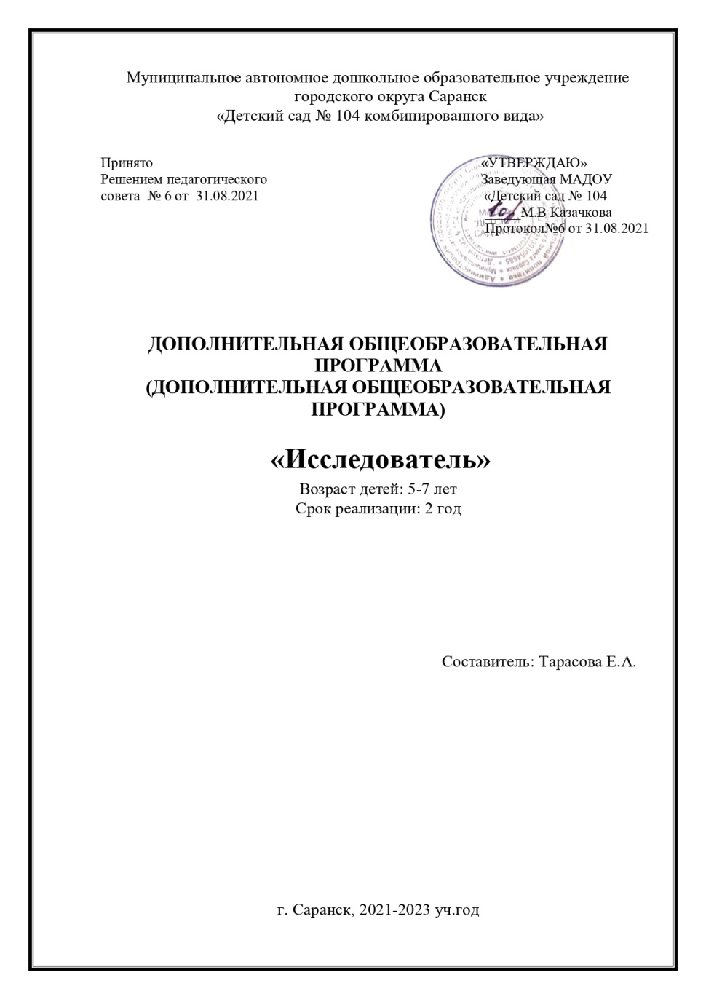 Муниципальное автономное дошкольное образовательное учреждение
городского округа Саранск
«Детский сад № 104 комбинированного вида»
Принято
Решением педагогического
совета № 6 от 31.08.2021
«УТВЕРЖДАЮ»
Заведующая МАДОУ
«Детский сад № 104
_____М.В Казачкова
Протокол№6 от 31.08.2021
ДОПОЛНИТЕЛЬНАЯ ОБЩЕОБРАЗОВАТЕЛЬНАЯ
ПРОГРАММА
(ДОПОЛНИТЕЛЬНАЯ ОБЩЕОБРАЗОВАТЕЛЬНАЯ
ПРОГРАММА)
«Исследователь»
Возраст детей: 5-7 лет
Срок реализации: 2 год
Составитель: Тарасова Е.А.
г. Саранск, 2021-2023 уч.год